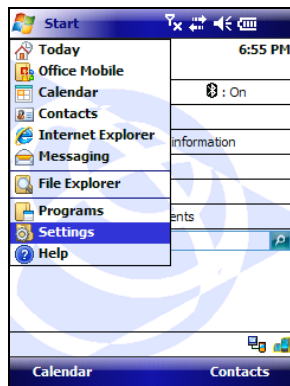 Start
Today
6:55 PM
Office Mobile
Calendar
: On
Contacts
Internet Explorer
information
Messaging
File Explorer
Programs
ents
Settings
Help
Calendar
Contacts